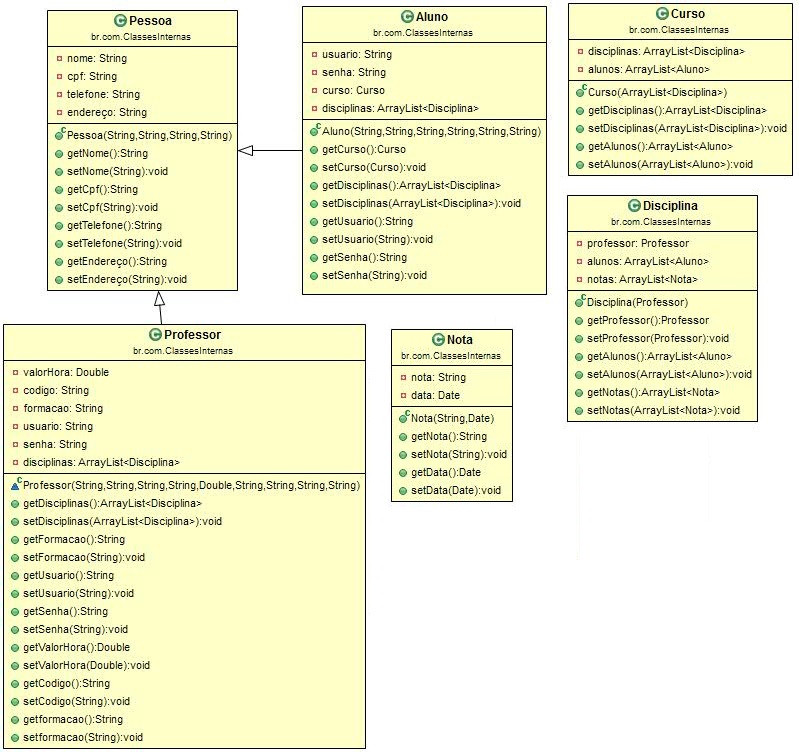 Pessoa
br.com.ClassesInternas
nome: String
cpf: String
telefone: String
endereço: String
Pessoa(String,String,String,String)
getNome():String
setNome(String):void
getCpf():String
setCpf(String):void
getTelefone():String
setTelefone(String):void
getEndereço():String
setEndereço(String):void
Aluno
br.com.ClassesInternas
usuario: String
senha: String
curso: Curso
disciplinas: ArrayList<Disciplina>
Aluno(String,String,String,String,String,String)
getCurso():Curso
setCurso(Curso):void
getDisciplinas():ArrayList<Disciplina>
setDisciplinas(ArrayList<Disciplina>):void
getUsuario():String
setUsuario(String):void
getSenha():String
setSenha(String):void
Curso
br.com.ClassesInternas
disciplinas: ArrayList<Disciplina>
alunos: ArrayList<Aluno>
Curso(ArrayList<Disciplina>)
getDisciplinas():ArrayList<Disciplina>
setDisciplinas(ArrayList<Disciplina>):void
getAlunos():ArrayList<Aluno>
setAlunos(ArrayList<Aluno>):void
Disciplina
br.com.ClassesInternas
professor: Professor
alunos: ArrayList<Aluno>
notas: ArrayList<Nota>
Disciplina(Professor)
getProfessor():Professor
setProfessor(Professor):void
getAlunos():ArrayList<Aluno>
setAlunos(ArrayList<Aluno>):void
getNotas():ArrayList<Nota>
setNotas(ArrayList<Nota>):void
Professor
br.com.ClassesInternas
valorHora: Double
codigo: String
formacao: String
usuario: String
senha: String
disciplinas: ArrayList<Disciplina>
Professor(String,String,String,String,Double,String,String,String,String)
getDisciplinas():ArrayList<Disciplina>
setDisciplinas(ArrayList<Disciplina>):void
getFormacao():String
setFormacao(String):void
getUsuario():String
setUsuario(String):void
getSenha():String
setSenha(String):void
getValorHora():Double
setValorHora(Double):void
getCodigo():String
setCodigo(String):void
getformacao():String
setformacao(String):void
Nota
br.com.ClassesInternas
nota: String
data: Date
Nota(String,Date)
getNota():String
setNota(String):void
getData():Date
setData(Date):void